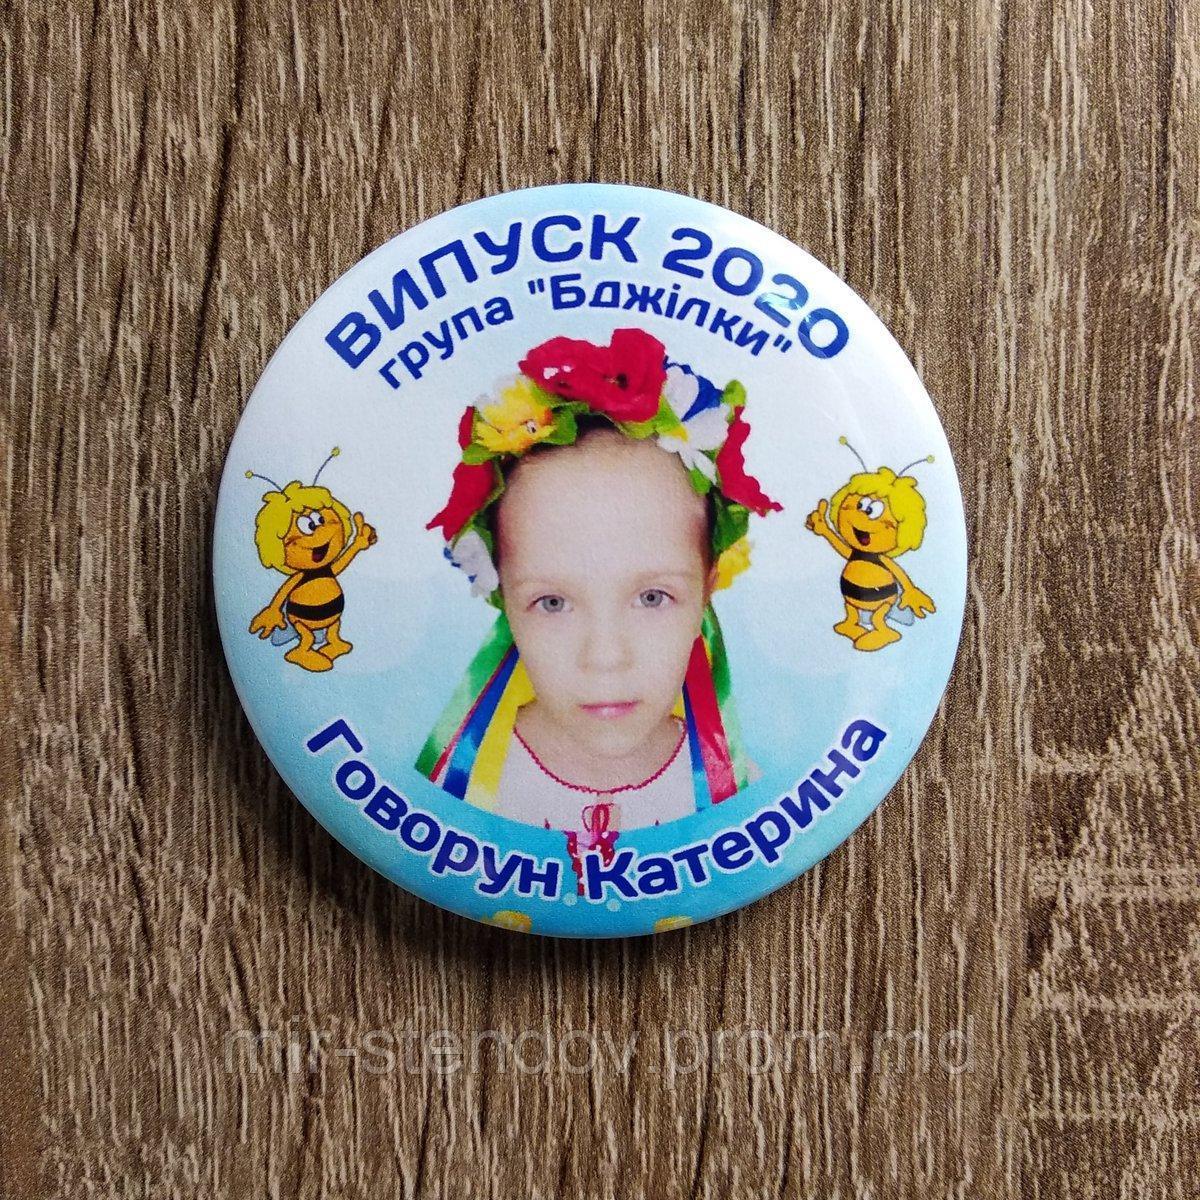 ВИПУСК 2020
група "Бджілки"
Говорун Катерина
mir-stendov.prom.md